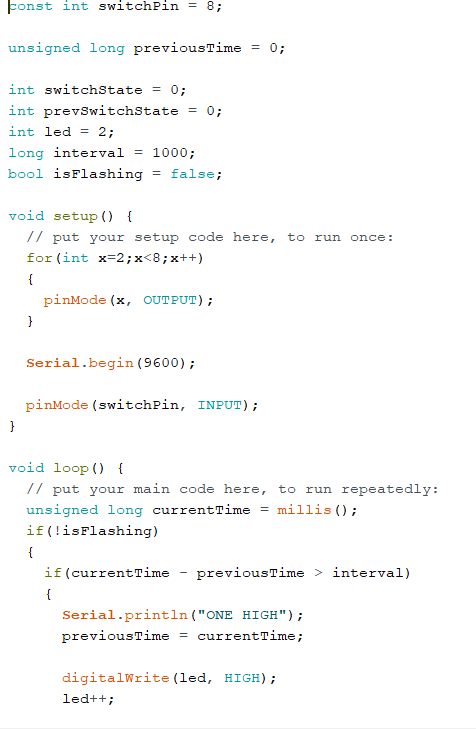 const int switchPin = 8;
unsigned long previousTime = 0;
int switchState = 0;
int prevSwitchState = 0;
int led = 2;
long interval = 1000;
bool isFlashing = false;
void setup() {
// put your setup code here, to run once:
for(int x=2;x<8;x++)
{
pinMode(x, OUTPUT);
}
Serial.begin(9600);
pinMode(switchPin, INPUT);
}
void loop() {
// put your main code here, to run repeatedly:
unsigned long currentTime = millis();
if(!isFlashing)
{
if(currentTime - previousTime > interval)
{
Serial.println("ONE HIGH");
previousTime = currentTime;
digitalWrite(led, HIGH);
led++;